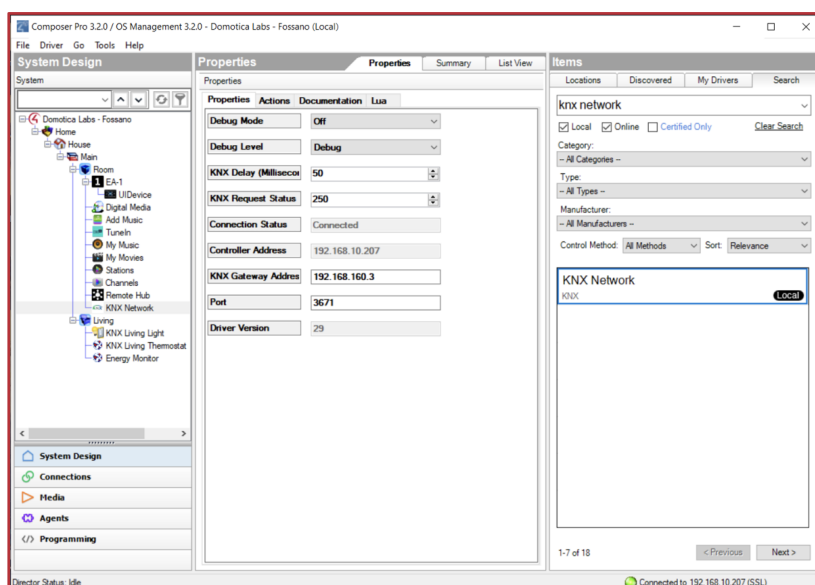 Composer Pro 3.2.0 / OS Management 3.2.0 - Domotica Labs - Fossano (Local)
File Driver Go Tools Help
System Design
System
Domotica Labs - Fossano
Home
House
Main
Room
1 EA-1
UIDevice
Digital Media
Add Music
TuneIn
My Music
My Movies
Stations
Channels
Remote Hub
KNX Network
Living
KNX Living Light
KNX Living Thermostat
Energy Monitor
System Design
Connections
Media
Agents
Programming
Properties
Properties Summary List View
Properties
Properties Actions Documentation Lua
Debug Mode Off
Debug Level Debug
KNX Delay (Millisecon 50
KNX Request Status 250
Connection Status Connected
Controller Address 192.168.10.207
KNX Gateway Addres 192.168.160.3
Port 3671
Driver Version 29
Items
Locations Discovered My Drivers Search
knx network
Local Online Certified Only Clear Search
Category:
-- All Categories --
Type:
-- All Types --
Manufacturer:
-- All Manufacturers --
Control Method: All Methods Sort: Relevance
KNX Network
KNX Local
1-7 of 18 < Previous Next >
Director Status: Idle Connected to 192.168.10.207 (SSL)